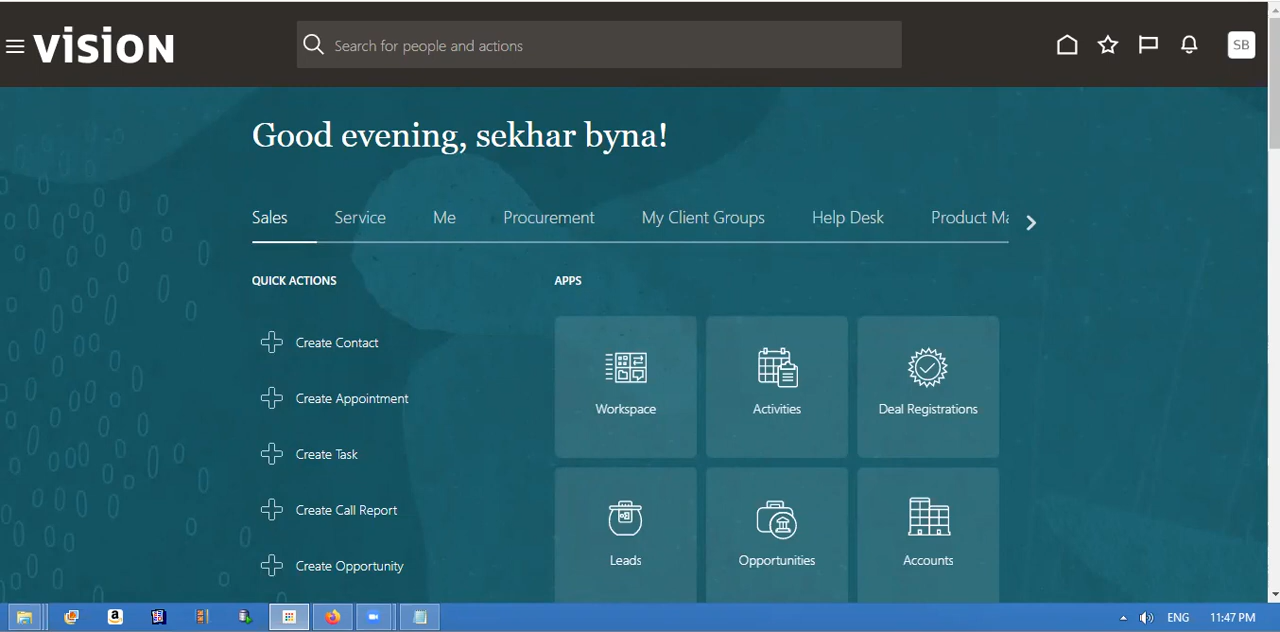 vision
Search for people and actions
SB
Good evening, sekhar byna!
Sales Service Me Procurement My Client Groups Help Desk Product Ma
QUICK ACTIONS
APPS
Create Contact
Create Appointment
Create Task
Create Call Report
Create Opportunity
Workspace
Activities
Deal Registrations
Leads
Opportunities
Accounts
ENG 11:47 PM